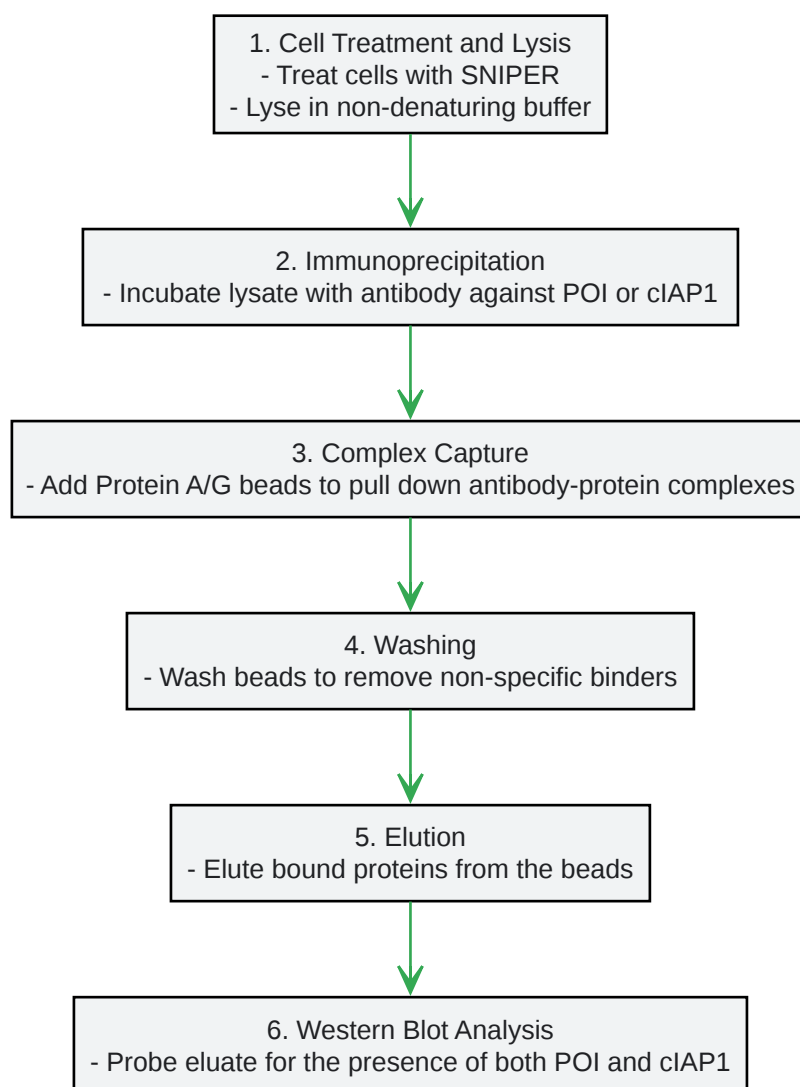 1. Cell Treatment and Lysis
- Treat cells with SNIPER
- Lyse in non-denaturing buffer
2. Immunoprecipitation
- Incubate lysate with antibody against POI or cIAP1
3. Complex Capture
- Add Protein A/G beads to pull down antibody-protein complexes
4. Washing
- Wash beads to remove non-specific binders
5. Elution
- Elute bound proteins from the beads
6. Western Blot Analysis
- Probe eluate for the presence of both POI and cIAP1